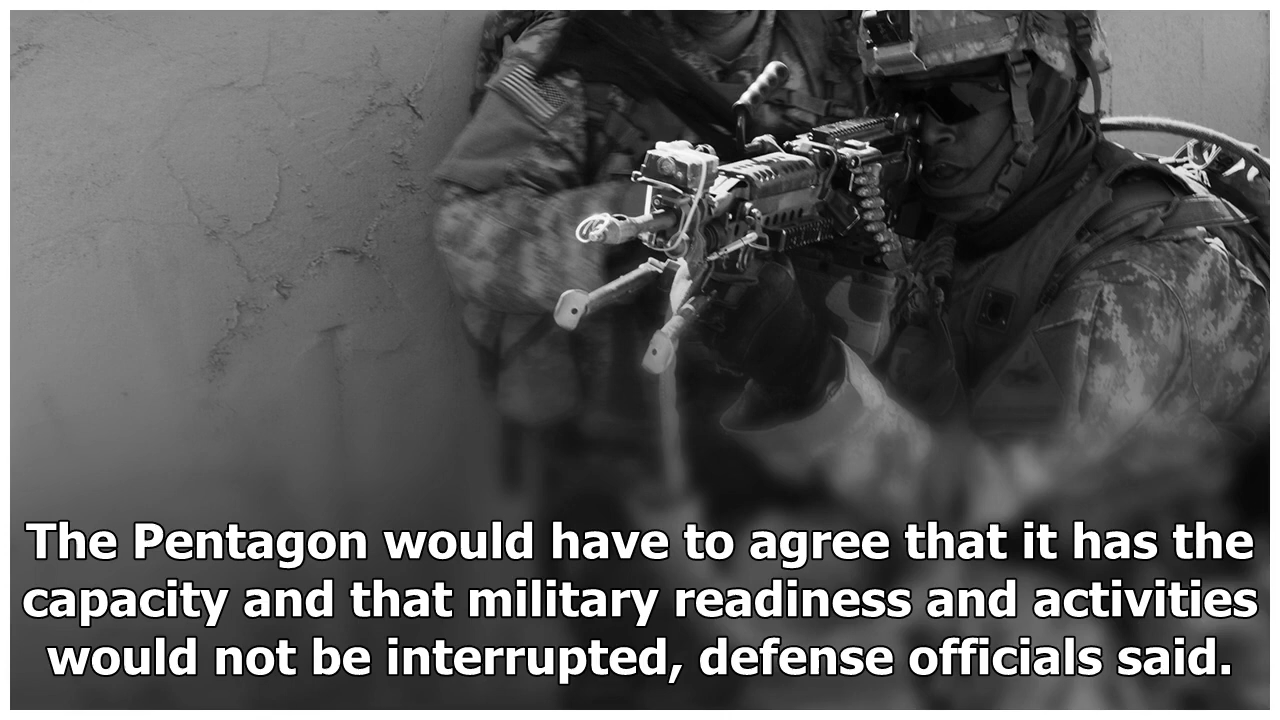 The Pentagon would have to agree that it has the
capacity and that military readiness and activities
would not be interrupted, defense officials said.